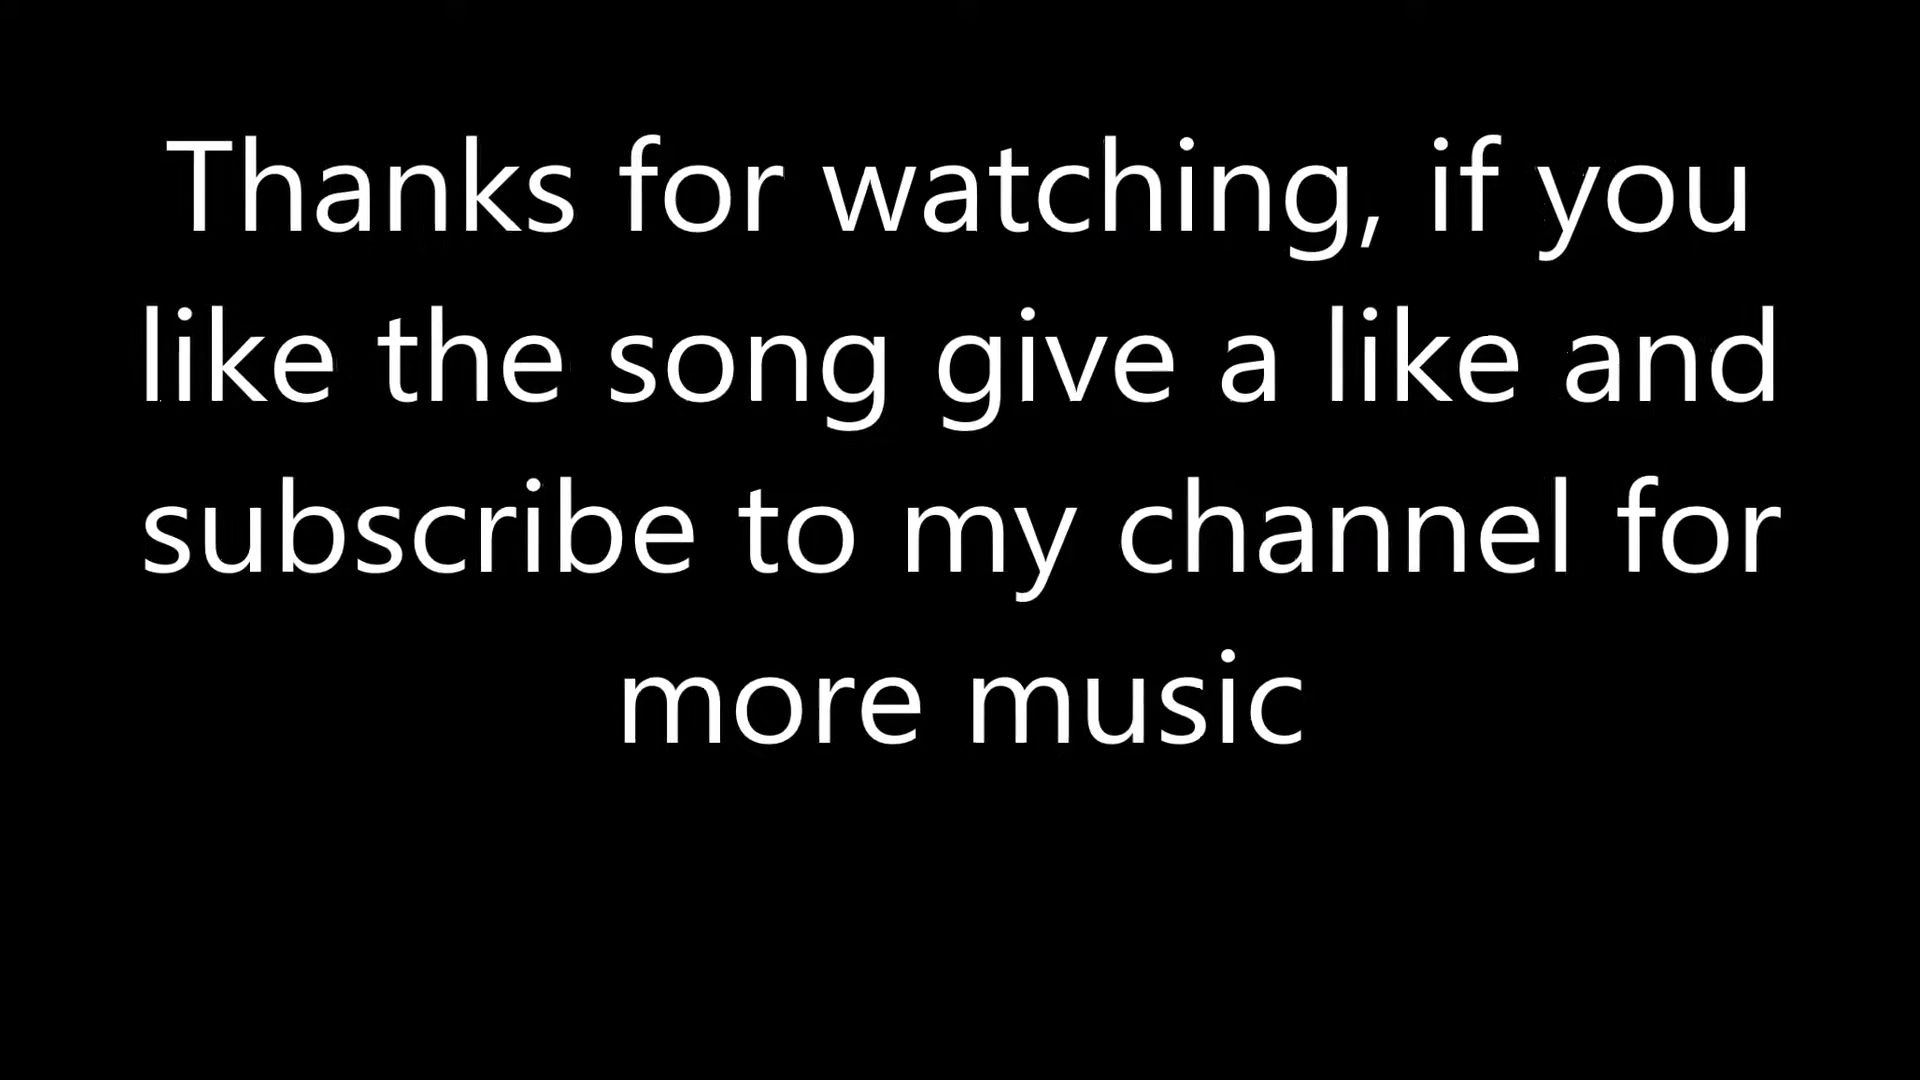 Thanks for watching, if you
like the song give a like and
subscribe to my channel for
more music